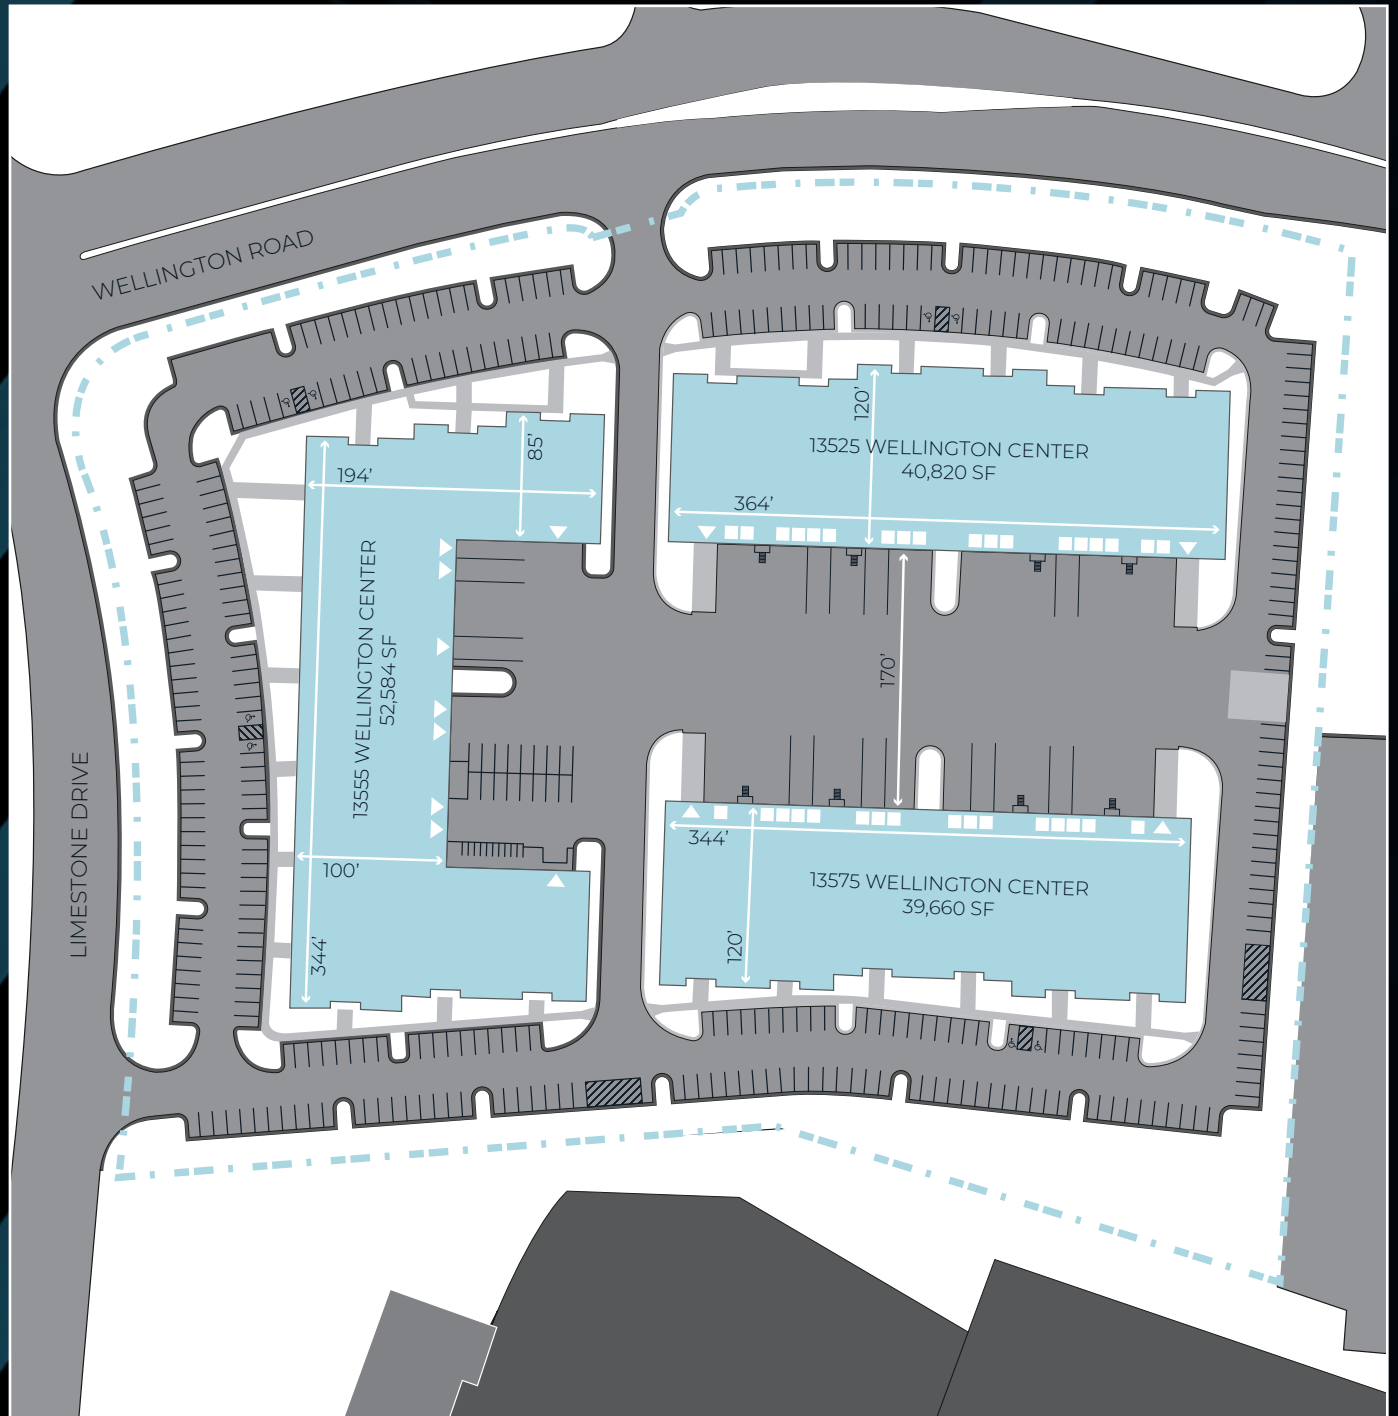 WELLINGTON ROAD
120’
13525 WELLINGTON CENTER
40,820 SF
364’
85’
194’
13555 WELLINGTON CENTER
52,584 SF
170’
LIMESTONE DRIVE
100’
344’
344’
13575 WELLINGTON CENTER
39,660 SF
120’